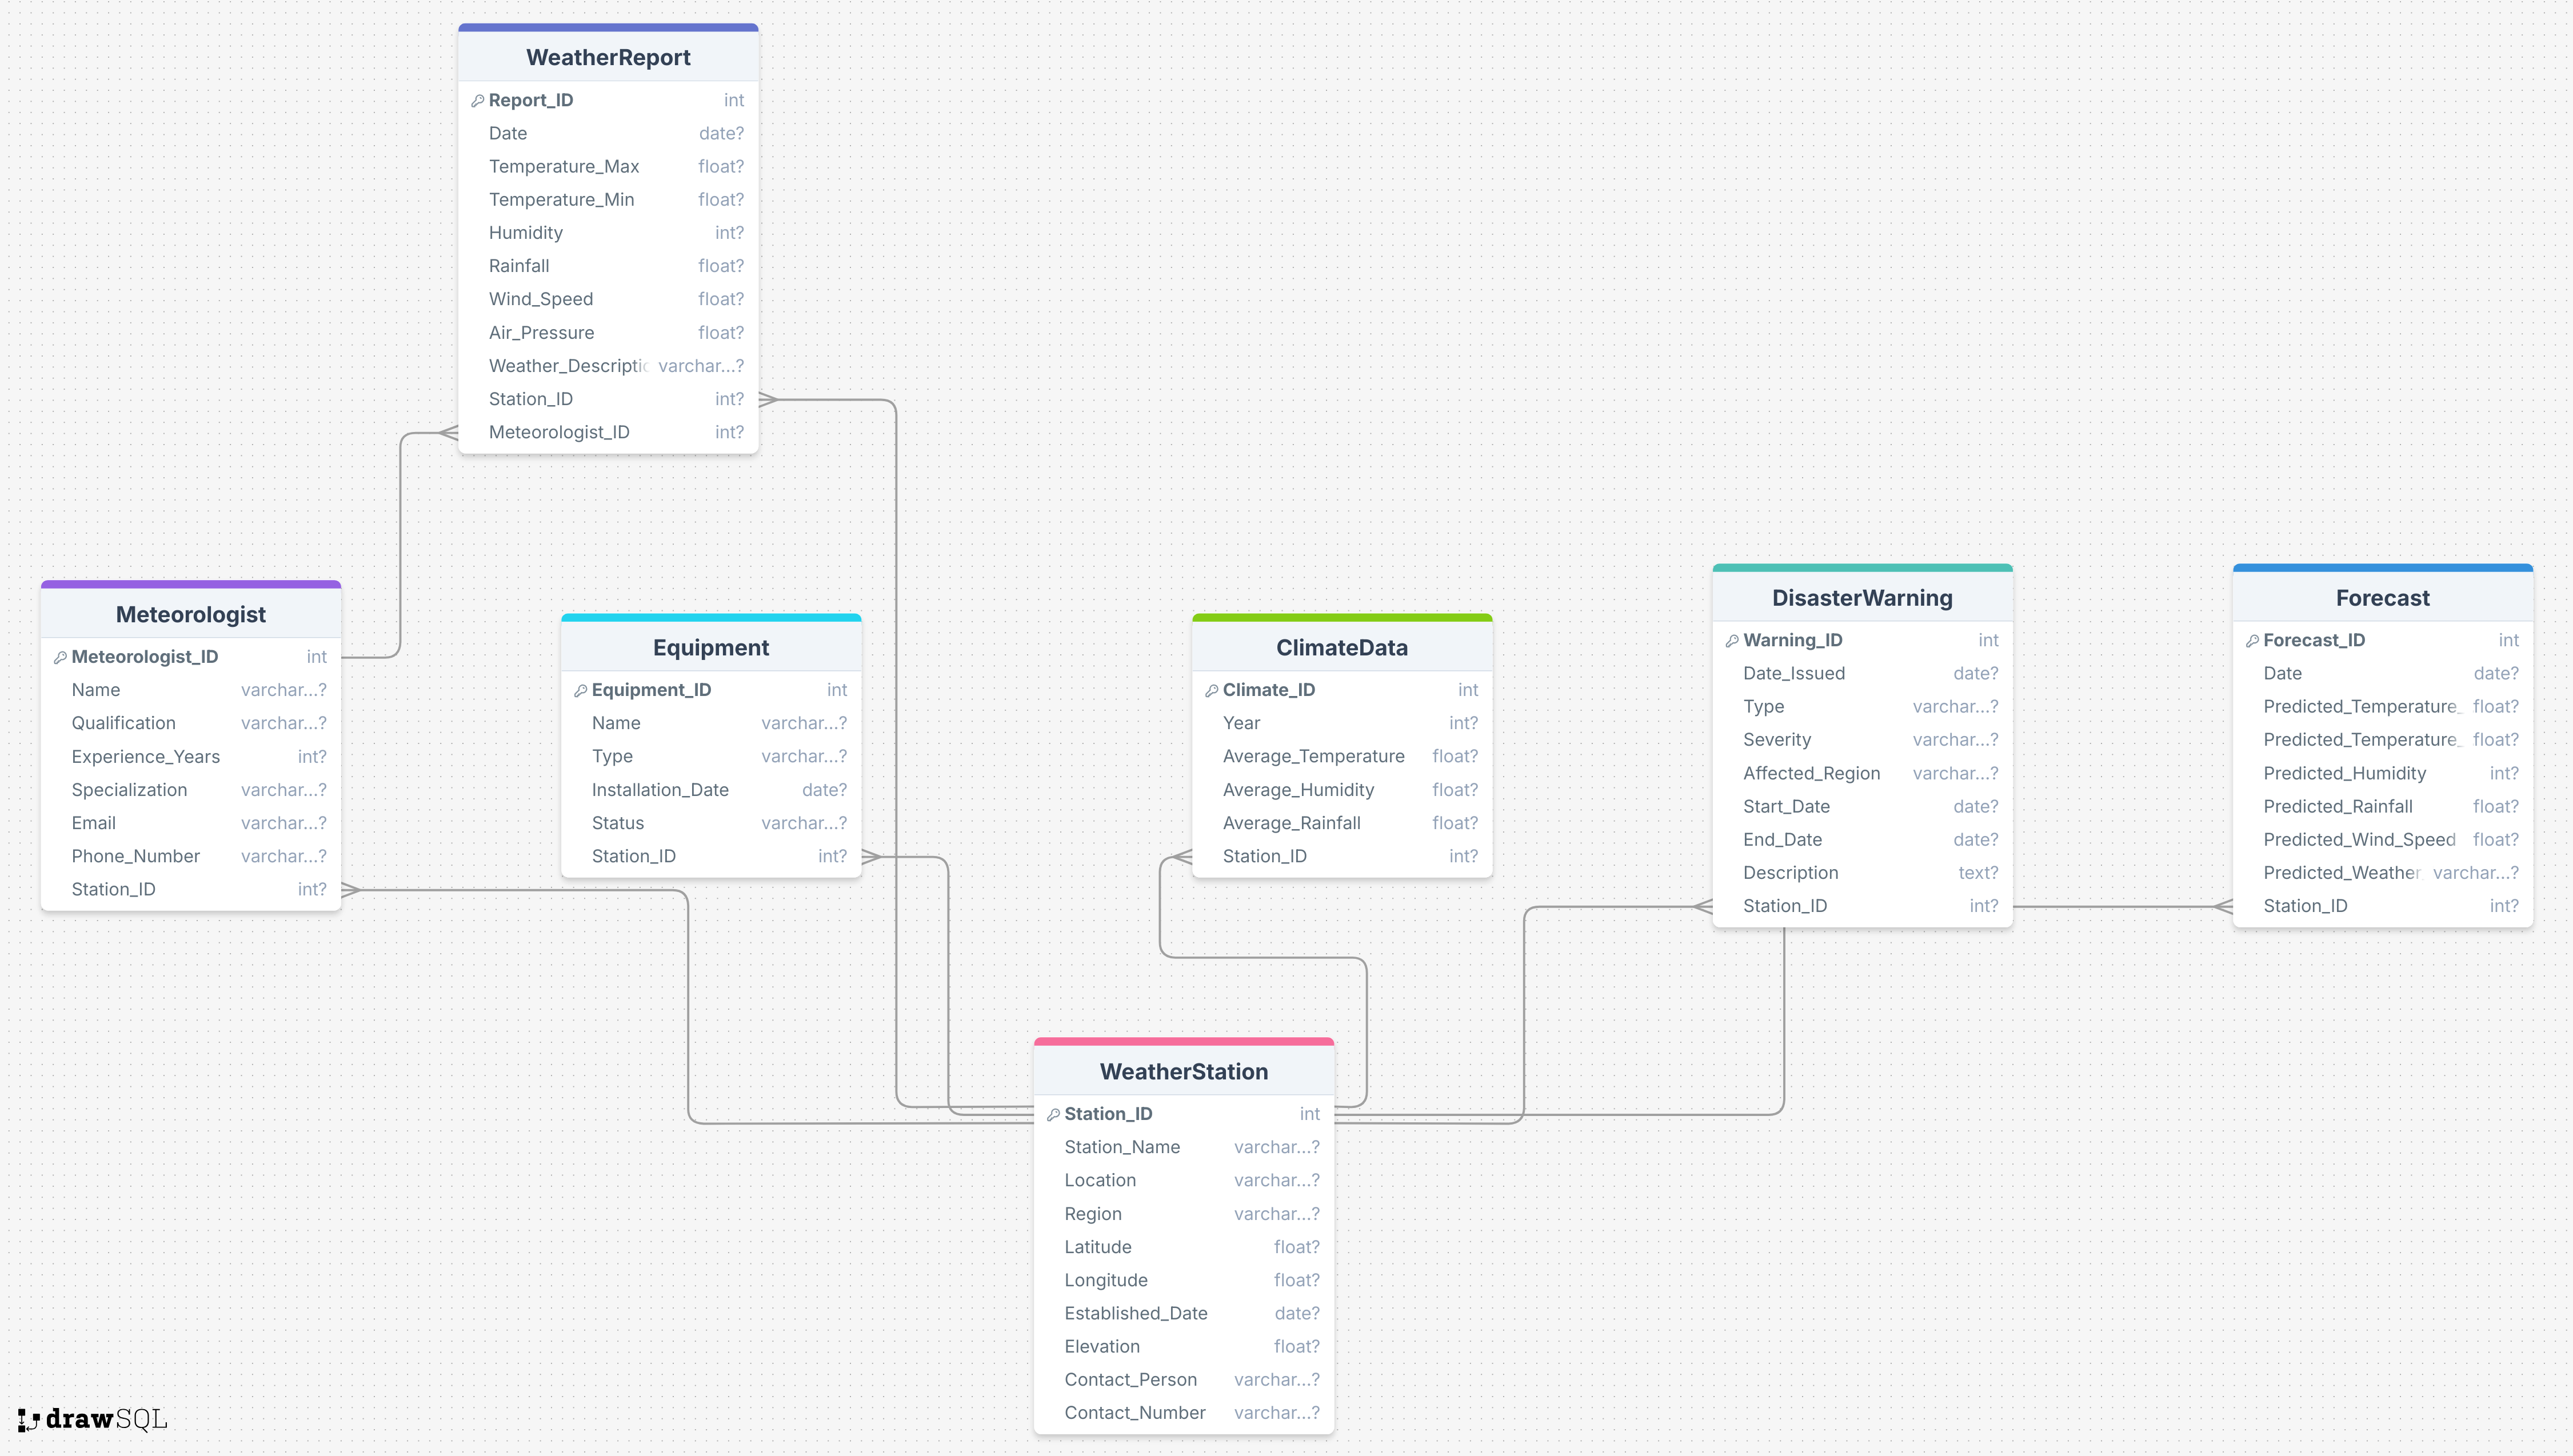 WeatherReport
Report_ID int
Date date?
Temperature_Max float?
Temperature_Min float?
Humidity int?
Rainfall float?
Wind_Speed float?
Air_Pressure float?
Weather_Descriptic varchar...?
Station_ID int?
Meteorologist_ID int?
Meteorologist
Meteorologist_ID int
Name varchar...?
Qualification varchar...?
Experience_Years int?
Specialization varchar...?
Email varchar...?
Phone_Number varchar...?
Station_ID int?
Equipment
Equipment_ID int
Name varchar...?
Type varchar...?
Installation_Date date?
Status varchar...?
Station_ID int?
ClimateData
Climate_ID int
Year int?
Average_Temperature float?
Average_Humidity float?
Average_Rainfall float?
Station_ID int?
DisasterWarning
Warning_ID int
Date_Issued date?
Type varchar...?
Severity varchar...?
Affected_Region varchar...?
Start_Date date?
End_Date date?
Description text?
Station_ID int?
Forecast
Forecast_ID int
Date date?
Predicted_Temperature_ float?
Predicted_Temperature_ float?
Predicted_Humidity int?
Predicted_Rainfall float?
Predicted_Wind_Speed float?
Predicted_Weather varchar...?
Station_ID int?
WeatherStation
Station_ID int
Station_Name varchar...?
Location varchar...?
Region varchar...?
Latitude float?
Longitude float?
Established_Date date?
Elevation float?
Contact_Person varchar...?
Contact_Number varchar...?
drawSQL